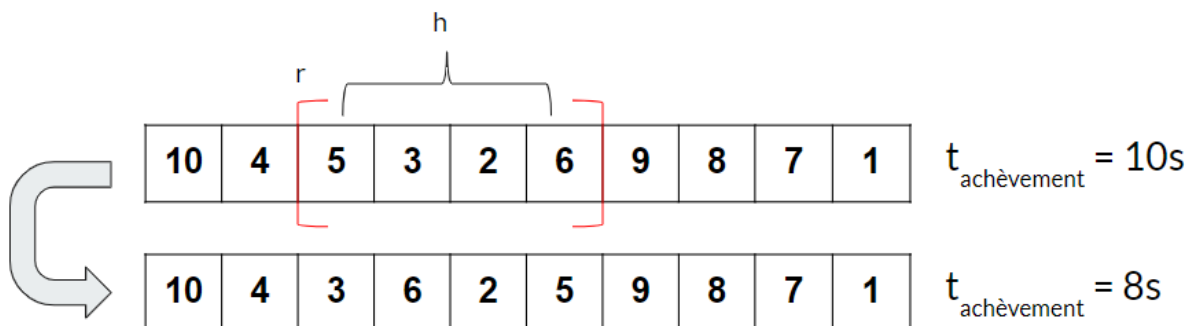 h
r
10 4 5 3 2 6 9 8 7 1 t achèvement = 10s
10 4 3 6 2 5 9 8 7 1 t achèvement = 8s